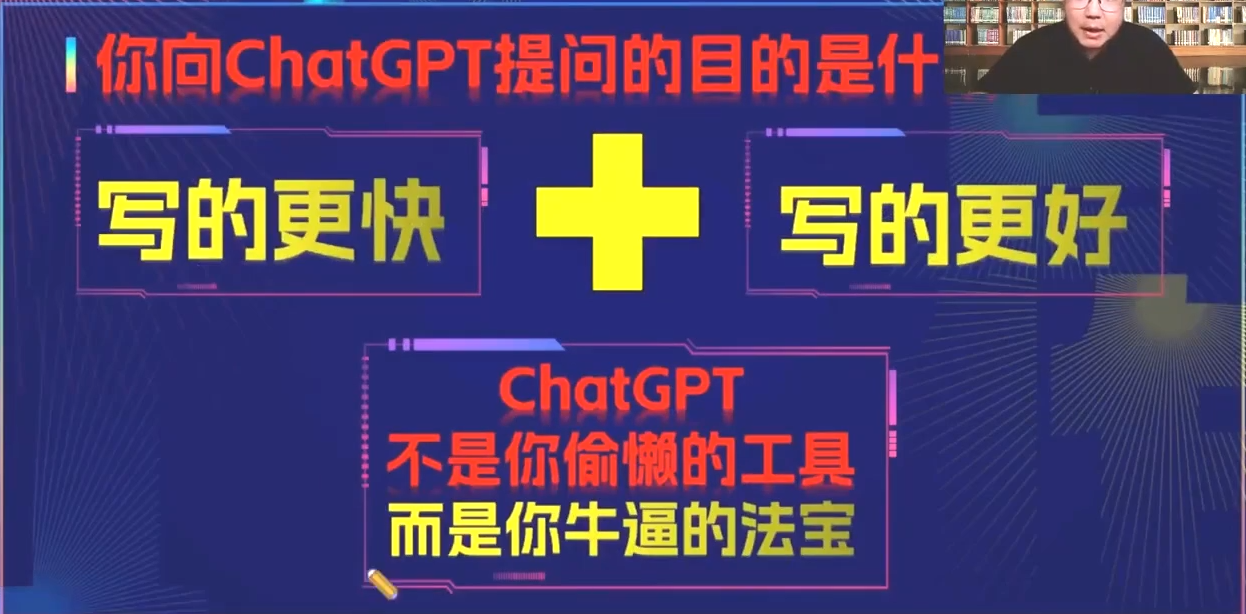 你向ChatGPT提问的目的是什
写的更快
写的更好
ChatGPT
不是你偷懒的工具
而是你牛逼的法宝